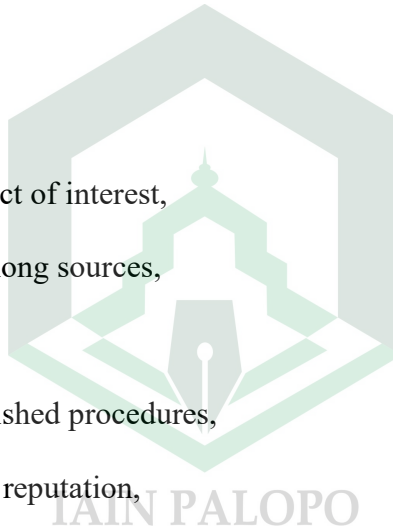 ct of interest,
ong sources,
shed procedures,
reputation,
IAIN PALOPO